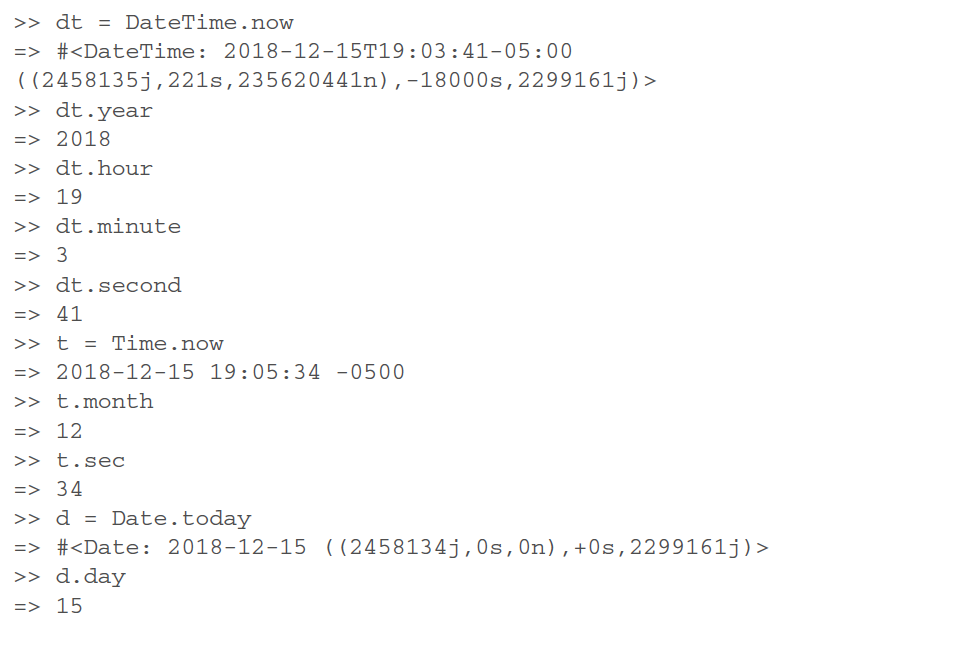 >> dt = DateTime.now
=> #<DateTime: 2018-12-15T19:03:41-05:00
((2458135j,221s,235620441n),-18000s,2299161j)>
>> dt.year
=> 2018
>> dt.hour
=> 19
>> dt.minute
=> 3
>> dt.second
=> 41
>> t = Time.now
=> 2018-12-15 19:05:34 -0500
>> t.month
=> 12
>> t.sec
=> 34
>> d = Date.today
=> #<Date: 2018-12-15 ((2458134j,0s,0n),+0s,2299161j)>
>> d.day
=> 15